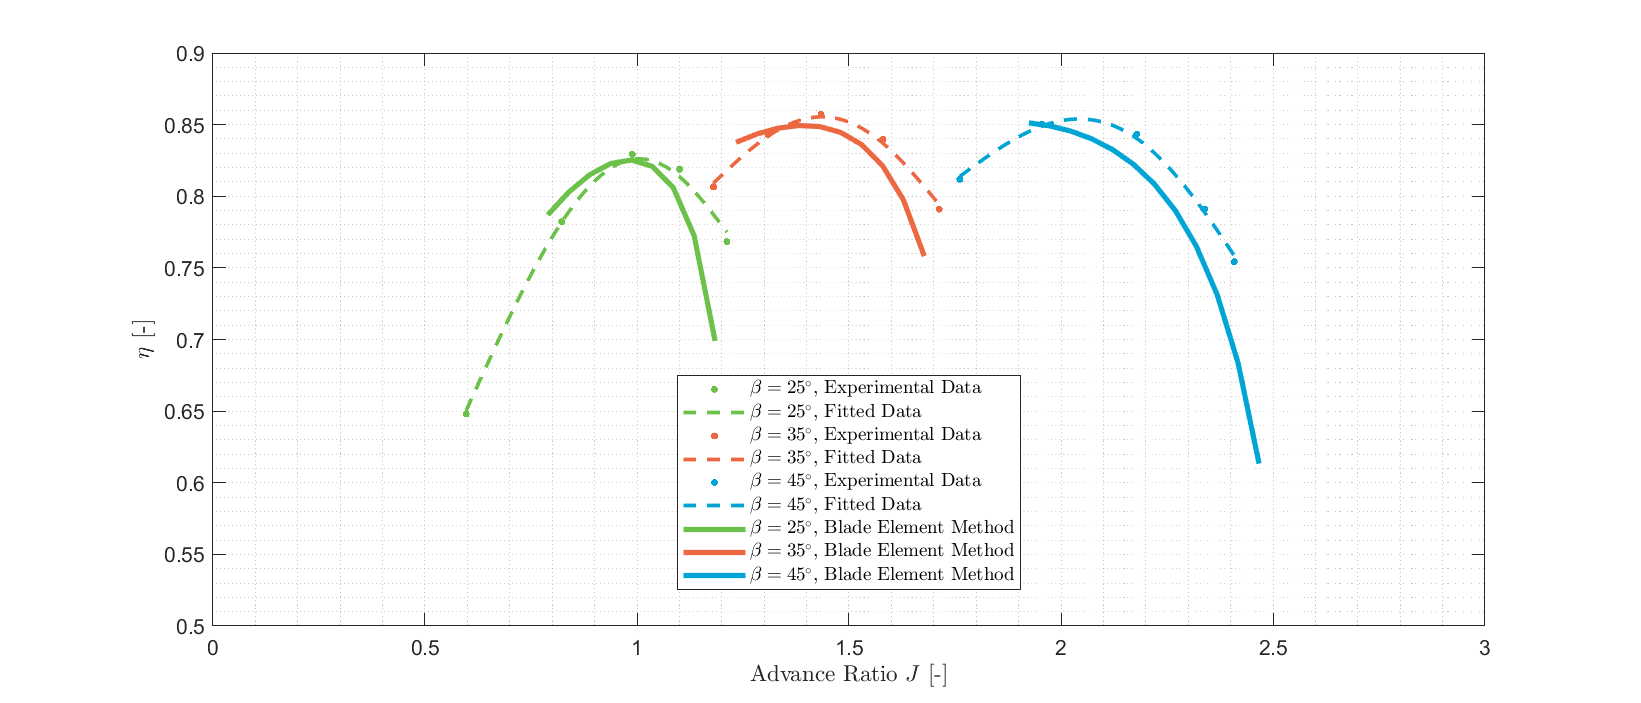 0.9
0.85
0.8
0.75
0.7
0.65
0.6
0.55
0.5
η [-]
β = 25°, Experimental Data
β = 25°, Fitted Data
β = 35°, Experimental Data
β = 35°, Fitted Data
β = 45°, Experimental Data
β = 45°, Fitted Data
β = 25°, Blade Element Method
β = 35°, Blade Element Method
β = 45°, Blade Element Method
0 0.5 1 1.5 2 2.5 3
Advance Ratio J [-]